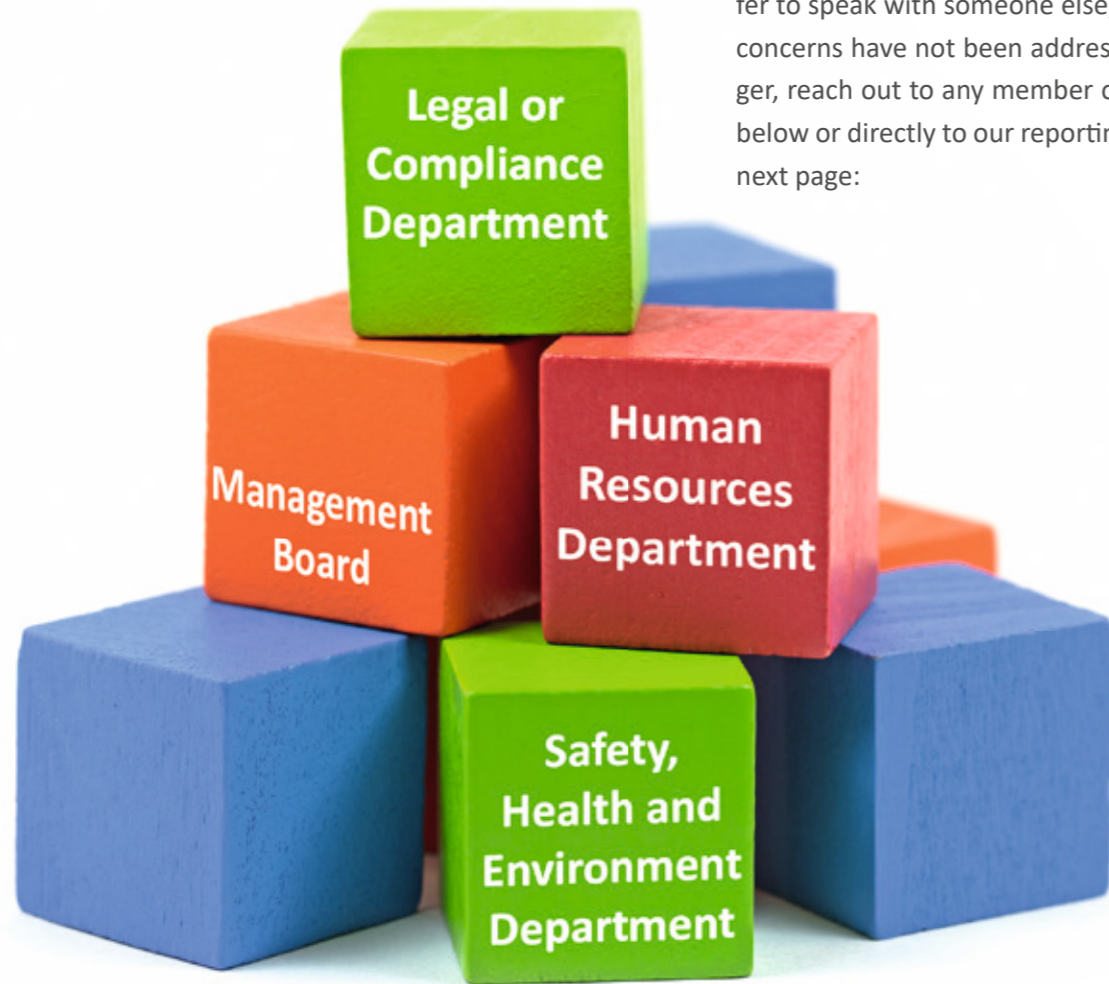 fer to speak with someone else,
concerns have not been addres
ger, reach out to any member o
below or directly to our reportin
next page:
Legal or
Compliance
Department
Management
Board
Human
Resources
Department
Safety,
Health and
Environment
Department